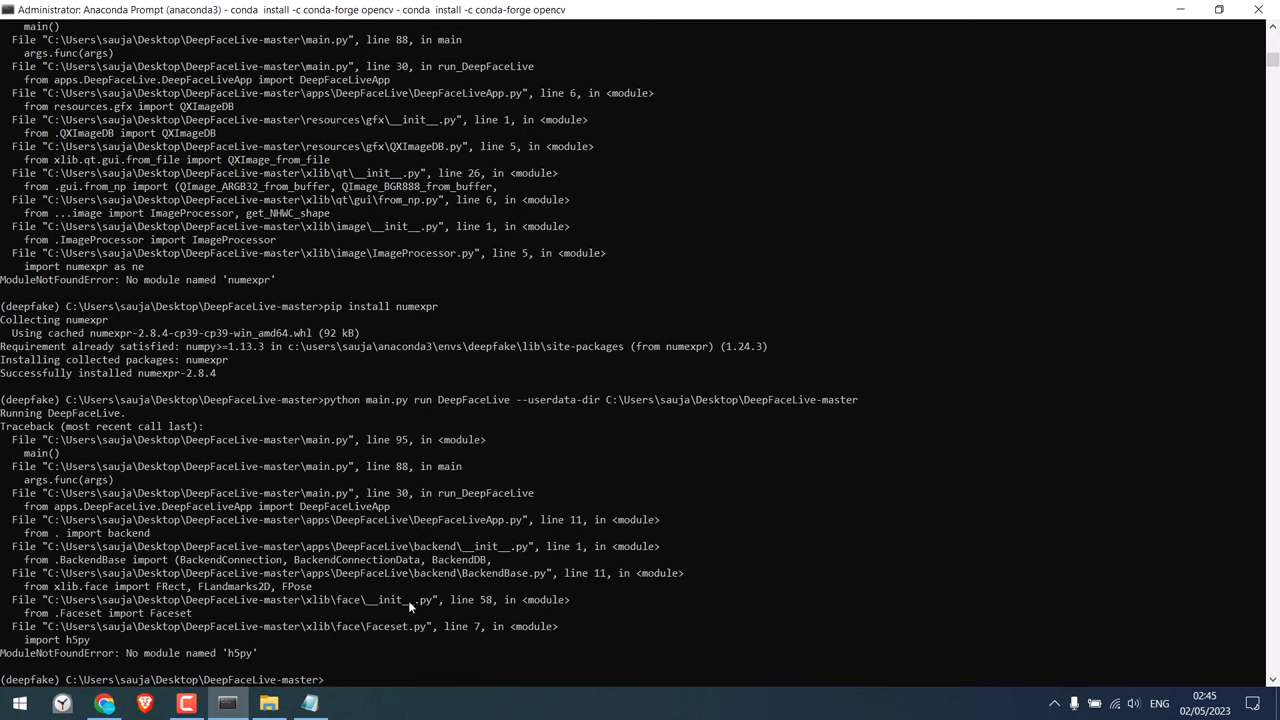 Administrator: Anaconda Prompt (anaconda3) - conda  install -c conda-forge opencv - conda  install -c conda-forge opencv
    main()
  File "C:\Users\sauja\Desktop\DeepFaceLive-master\main.py", line 88, in main
    args.func(args)
  File "C:\Users\sauja\Desktop\DeepFaceLive-master\main.py", line 30, in run_DeepFaceLive
    from apps.DeepFaceLive.DeepFaceLiveApp import DeepFaceLiveApp
  File "C:\Users\sauja\Desktop\DeepFaceLive-master\apps\DeepFaceLive\DeepFaceLiveApp.py", line 6, in <module>
    from resources.gfx import QXImageDB
  File "C:\Users\sauja\Desktop\DeepFaceLive-master\resources\gfx\__init__.py", line 1, in <module>
    from .QXImageDB import QXImageDB
  File "C:\Users\sauja\Desktop\DeepFaceLive-master\resources\gfx\QXImageDB.py", line 5, in <module>
    from xlib.qt.gui.from_file import QXImage_from_file
  File "C:\Users\sauja\Desktop\DeepFaceLive-master\xlib\qt\__init__.py", line 26, in <module>
    from .gui.from_np import (QImage_ARGB32_from_buffer, QImage_BGR888_from_buffer,
  File "C:\Users\sauja\Desktop\DeepFaceLive-master\xlib\qt\gui\from_np.py", line 6, in <module>
    from ...image import ImageProcessor, get_NHWC_shape
  File "C:\Users\sauja\Desktop\DeepFaceLive-master\xlib\image\__init__.py", line 1, in <module>
    from .ImageProcessor import ImageProcessor
  File "C:\Users\sauja\Desktop\DeepFaceLive-master\xlib\image\ImageProcessor.py", line 5, in <module>
    import numexpr as ne
ModuleNotFoundError: No module named 'numexpr'
(deepfake) C:\Users\sauja\Desktop\DeepFaceLive-master>pip install numexpr
Collecting numexpr
  Using cached numexpr-2.8.4-cp39-cp39-win_amd64.whl (92 kB)
Requirement already satisfied: numpy>=1.13.3 in c:\users\sauja\anaconda3\envs\deepfake\lib\site-packages (from numexpr) (1.24.3)
Installing collected packages: numexpr
Successfully installed numexpr-2.8.4
(deepfake) C:\Users\sauja\Desktop\DeepFaceLive-master>python main.py run DeepFaceLive --userdata-dir C:\Users\sauja\Desktop\DeepFaceLive-master
Running DeepFaceLive.
Traceback (most recent call last):
  File "C:\Users\sauja\Desktop\DeepFaceLive-master\main.py", line 95, in <module>
    main()
  File "C:\Users\sauja\Desktop\DeepFaceLive-master\main.py", line 88, in main
    args.func(args)
  File "C:\Users\sauja\Desktop\DeepFaceLive-master\main.py", line 30, in run_DeepFaceLive
    from apps.DeepFaceLive.DeepFaceLiveApp import DeepFaceLiveApp
  File "C:\Users\sauja\Desktop\DeepFaceLive-master\apps\DeepFaceLive\DeepFaceLiveApp.py", line 11, in <module>
    from . import backend
  File "C:\Users\sauja\Desktop\DeepFaceLive-master\apps\DeepFaceLive\backend\__init__.py", line 1, in <module>
    from .BackendBase import (BackendConnection, BackendConnectionData, BackendDB,
  File "C:\Users\sauja\Desktop\DeepFaceLive-master\apps\DeepFaceLive\backend\BackendBase.py", line 11, in <module>
    from xlib.face import FRect, FLandmarks2D, FPose
  File "C:\Users\sauja\Desktop\DeepFaceLive-master\xlib\face\__init__.py", line 58, in <module>
    from .Faceset import Faceset
  File "C:\Users\sauja\Desktop\DeepFaceLive-master\xlib\face\Faceset.py", line 7, in <module>
    import h5py
ModuleNotFoundError: No module named 'h5py'
(deepfake) C:\Users\sauja\Desktop\DeepFaceLive-master>
ENG
02:45
02/05/2023